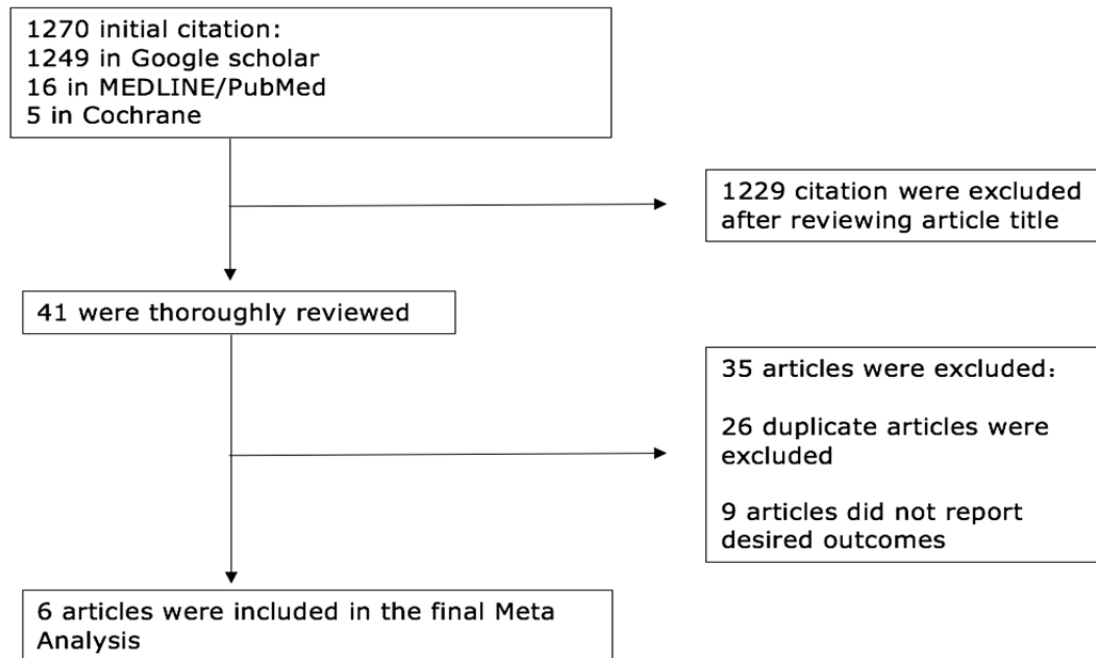 1270 initial citation:
1249 in Google scholar
16 in MEDLINE/PubMed
5 in Cochrane
1229 citation were excluded
after reviewing article title
41 were thoroughly reviewed
35 articles were excluded：
26 duplicate articles were
excluded
9 articles did not report
desired outcomes
6 articles were included in the final Meta
Analysis